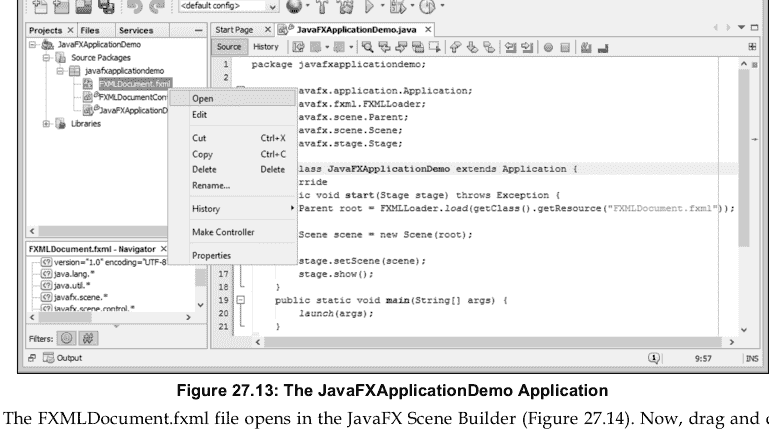 <default config>
Projects × Files Services
JavaFXApplicationDemo
Source Packages
javafxapplicationdemo
FXMLDocument.fxml
FXMLDocumentCon
JavaFXApplicationD
Libraries
Open
Edit
Cut Ctrl+X
Copy Ctrl+C
Delete Delete
Rename...
History
Make Controller
Properties
FXMLDocument.fxml - Navigator ×
version="1.0" encoding="UTF-8
java.lang.*
java.util.*
javafx.scene.*
javafx.scene.control.*
Filters:
Output
Start Page × JavaFXApplicationDemo.java ×
Source History
1 package javafxapplicationdemo;
2
avafx.application.Application;
avafx.fxml.FXMLLoader;
avafx.scene.Parent;
avafx.scene.Scene;
avafx.stage.Stage;
lass JavaFXApplicationDemo extends Application {
rride
ic void start(Stage stage) throws Exception {
Parent root = FXMLLoader.load(getClass().getResource("FXMLDocument.fxml"));
Scene scene = new Scene(root);
stage.setScene(scene);
17 stage.show();
18 }
19 public static void main(String[] args) {
20 launch(args);
21 }
1 9:57 INS
Figure 27.13: The JavaFXApplicationDemo Application
The FXMLDocument.fxml file opens in the JavaFX Scene Builder (Figure 27.14). Now, drag and